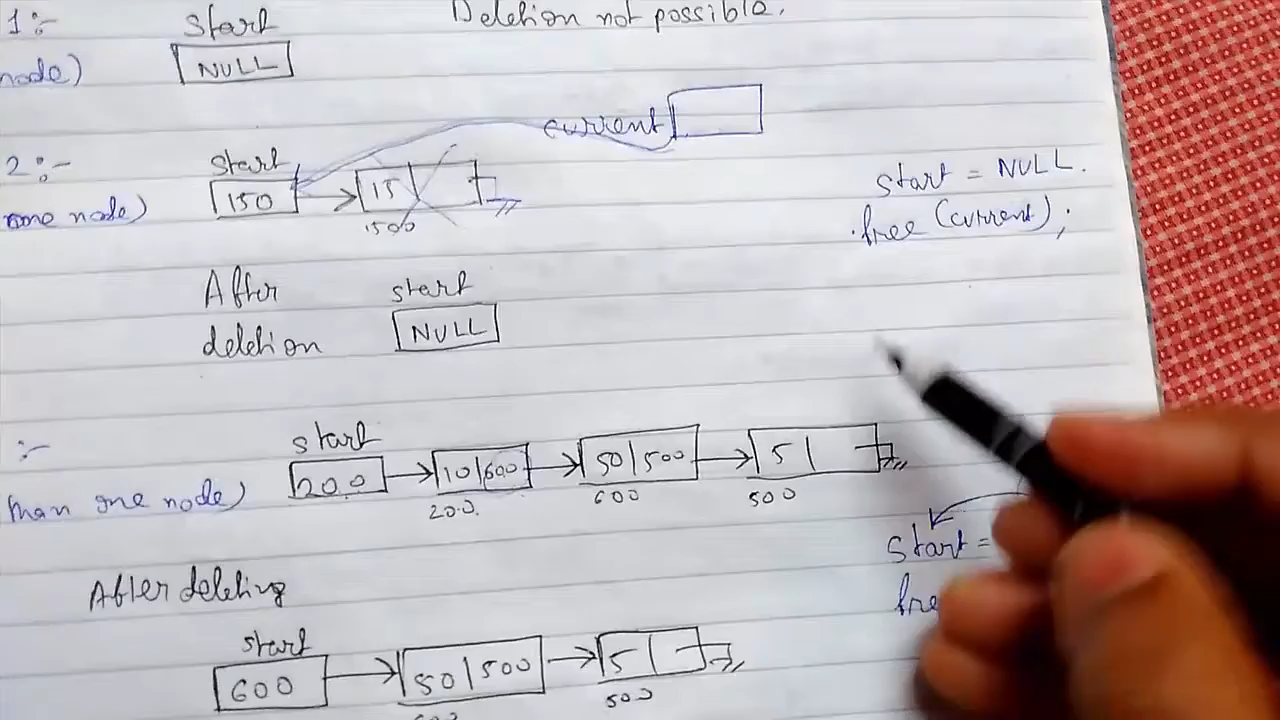 1:- start Deletion not possible.
node) NULL
current
2:- start start = NULL.
one node) 150 15 free (current);
1500
After start
deletion NULL
:- start
200 10|600 50|500 5|
than one node) 200. 600 500
start =
After deleting free
start
600 50|500 5|
500